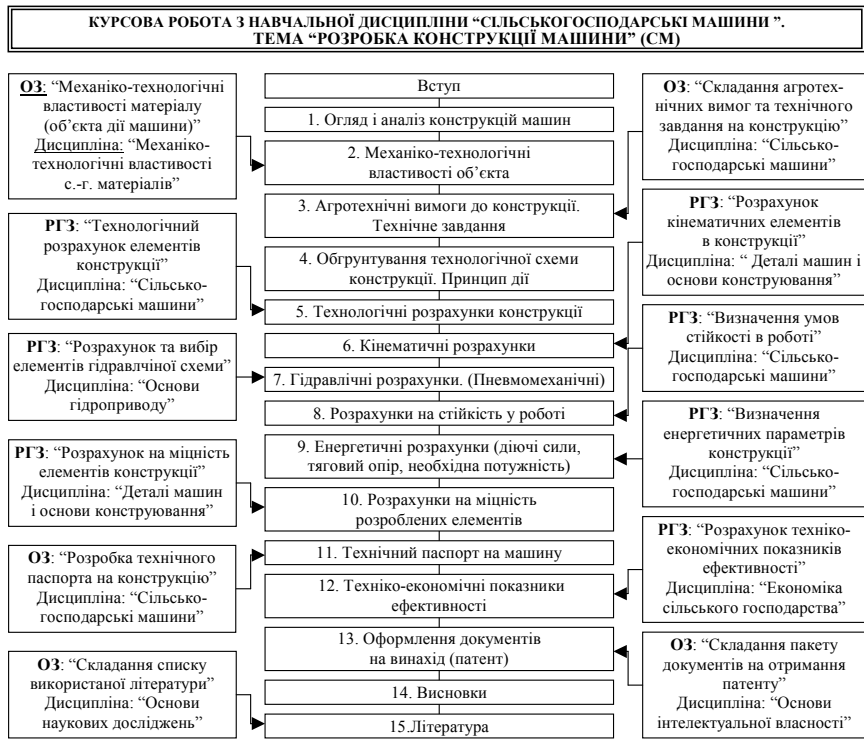 КУРСОВА РОБОТА З НАВЧАЛЬНОЇ ДИСЦИПЛІНИ “СІЛЬСЬКОГОСПОДАРСЬКІ МАШИНИ ”.
ТЕМА “РОЗРОБКА КОНСТРУКЦІЇ МАШИНИ” (СМ)
ОЗ: “Механіко-технологічні
властивості матеріалу
(об’єкта дії машини)”
Дисципліна: “Механіко-
технологічні властивості
с.-г. матеріалів”
РГЗ: “Технологічний
розрахунок елементів
конструкції”
Дисципліна: “Сільсько-
господарські машини”
РГЗ: “Розрахунок та вибір
елементів гідравлчіної схеми”
Дисципліна: “Основи
гідроприводу”
РГЗ: “Розрахунок на міцність
елементів конструкції”
Дисципліна: “Деталі машин
і основи конструювання”
ОЗ: “Розробка технічного
паспорта на конструкцію”
Дисципліна: “Сільсько-
господарські машини”
ОЗ: “Складання списку
використаної літератури”
Дисципліна: “Основи
наукових досліджень”
Вступ
1. Огляд і аналіз конструкцій машин
2. Механіко-технологічні
властивості об’єкта
3. Агротехнічні вимоги до конструкції.
Технічне завдання
4. Обгрунтування технологічної схеми
конструкції. Принцип дії
5. Технологічні розрахунки конструкції
6. Кінематичні розрахунки
7. Гідравлічні розрахунки. (Пневмомеханічні)
8. Розрахунки на стійкість у роботі
9. Енергетичні розрахунки (діючі сили,
тяговий опір, необхідна потужність)
10. Розрахунки на міцність
розроблених елементів
11. Технічний паспорт на машину
12. Техніко-економічні показники
ефективності
13. Оформлення документів
на винахід (патент)
14. Висновки
15.Література
ОЗ: “Складання агротех-
нічних вимог та технічного
завдання на конструкцію”
Дисципліна: “Сільсько-
господарські машини”
РГЗ: “Розрахунок
кінематичних елементів
в конструкції”
Дисципліна: “ Деталі машин і
основи конструювання”
РГЗ: “Визначення умов
стійкості в роботі”
Дисципліна: “Сільсько-
господарські машини”
РГЗ: “Визначення
енергетичних параметрів
конструкції”
Дисципліна: “Сільсько-
господарські машини”
РГЗ: “Розрахунок техніко-
економічних показників
ефективності”
Дисципліна: “Економіка
сільського господарства”
ОЗ: “Складання пакету
документів на отримання
патенту”
Дисципліна: “Основи
інтелектуальної власності”